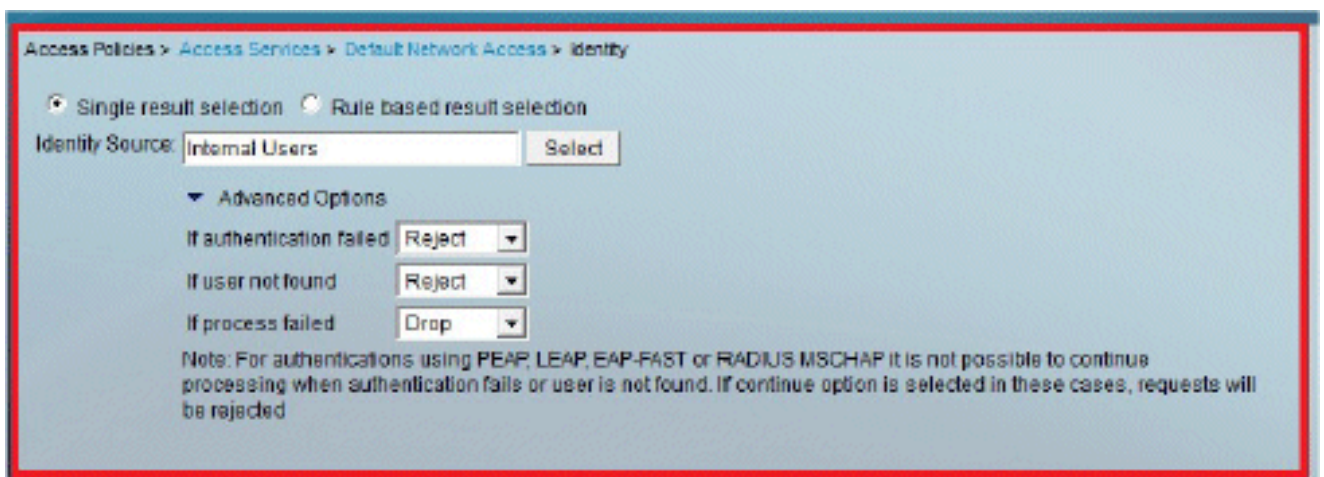 Access Policies > Access Services > Default Network Access > Identity
Single result selection Rule based result selection
Identity Source: Internal Users Select
Advanced Options
If authentication failed Reject
If user not found Reject
If process failed Drop
Note: For authentications using PEAP, LEAP, EAP-FAST or RADIUS MSCHAP it is not possible to continue
processing when authentication fails or user is not found. If continue option is selected in these cases, requests will
be rejected